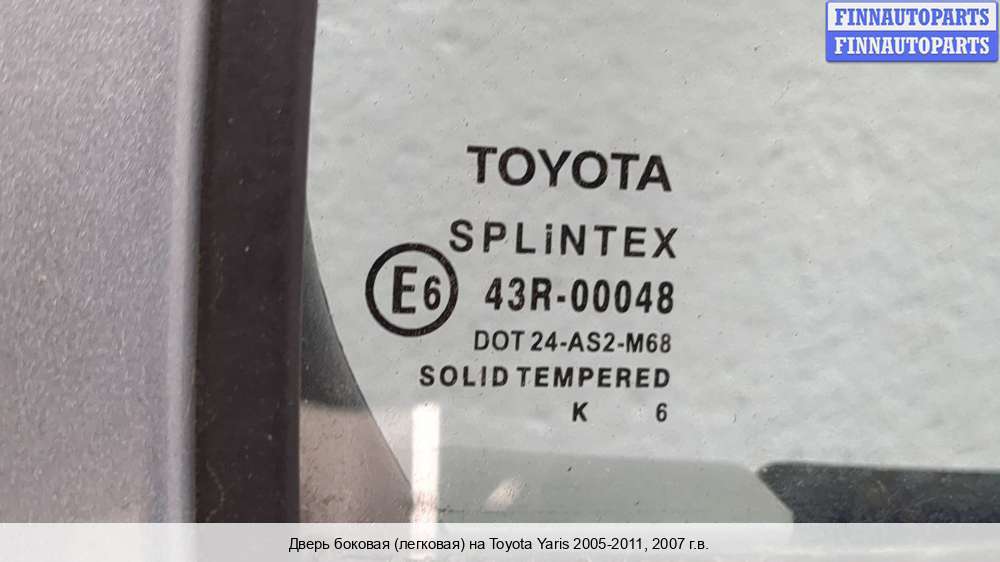 FINNAUTOPARTS
FINNAUTOPARTS
TOYOTA
SPLiNTEX
E6 43R-00048
DOT 24-AS2-M68
SOLID TEMPERED
K 6
Дверь боковая (легковая) на Toyota Yaris 2005-2011, 2007 г.в.